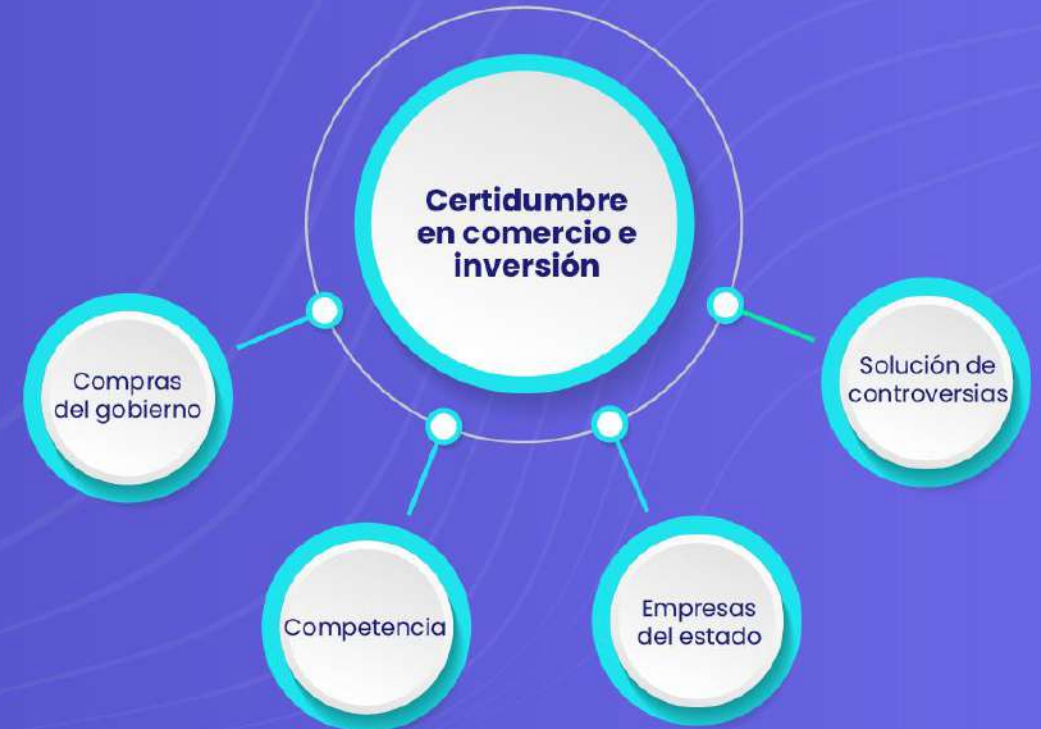 Certidumbre
en comercio e
inversión
Compras
del gobierno
Competencia
Empresas
del estado
Solución de
controversias